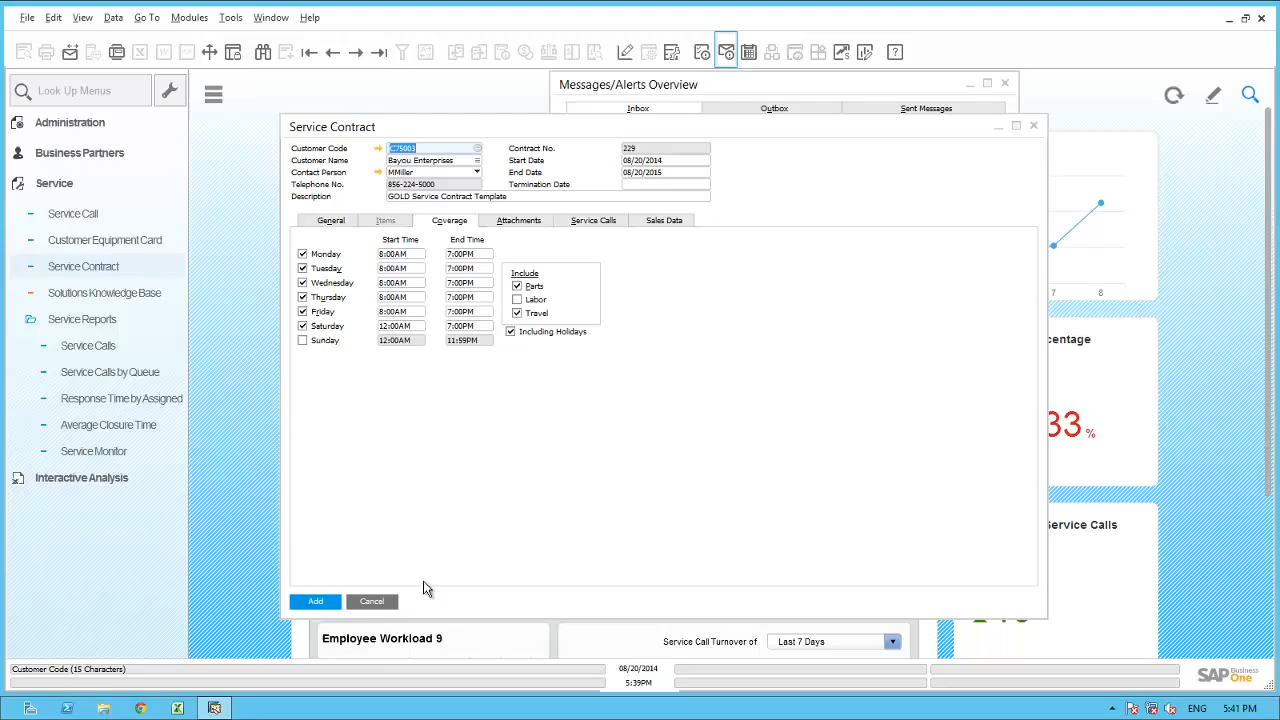 File Edit View Data Go To Modules Tools Window Help
Look Up Menus
Administration
Business Partners
Service
Service Call
Customer Equipment Card
Service Contract
Solutions Knowledge Base
Service Reports
Service Calls
Service Calls by Queue
Response Time by Assigned
Average Closure Time
Service Monitor
Interactive Analysis
Messages/Alerts Overview
Inbox Outbox Sent Messages
Service Contract
Customer Code C75003 Contract No. 229
Customer Name Bayou Enterprises Start Date 08/20/2014
Contact Person MMiller End Date 08/20/2015
Telephone No. 856-224-5000 Termination Date
Description GOLD Service Contract Template
General Items Coverage Attachments Service Calls Sales Data
Start Time End Time
Monday 8:00AM 7:00PM
Tuesday 8:00AM 7:00PM
Wednesday 8:00AM 7:00PM
Thursday 8:00AM 7:00PM
Friday 8:00AM 7:00PM
Saturday 12:00AM 7:00PM
Sunday 12:00AM 11:59PM
Include
Parts
Labor
Travel
Including Holidays
Add Cancel
7 8
centage
33 %
Service Calls
Employee Workload 9
Service Call Turnover of Last 7 Days
Customer Code (15 Characters)
08/20/2014
5:39PM
SAP Business One
ENG 5:41 PM